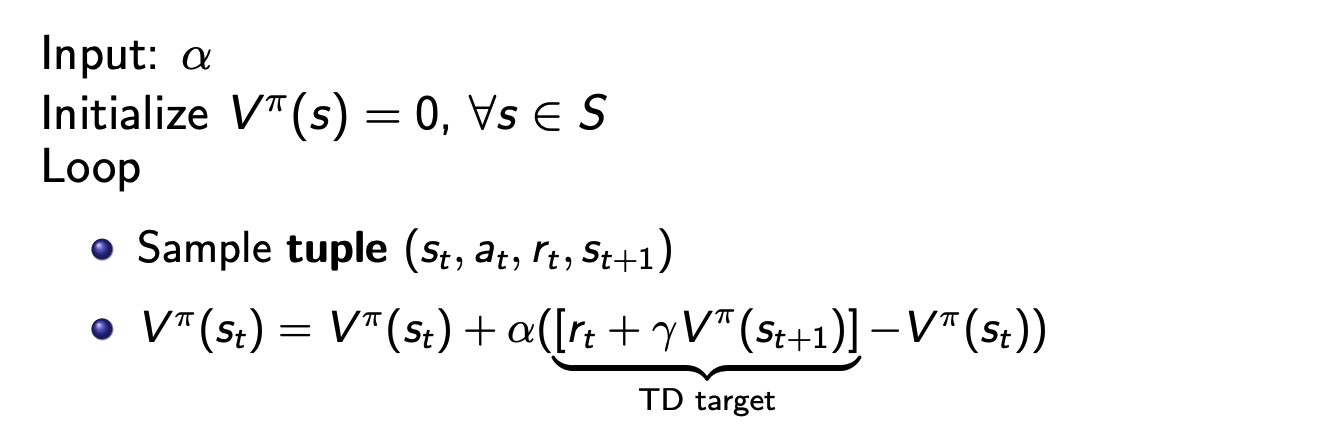 Input: α
Initialize V^π(s) = 0, ∀s ∈ S
Loop
• Sample tuple (s_t, a_t, r_t, s_{t+1})
• V^π(s_t) = V^π(s_t) + α([r_t + γV^π(s_{t+1})] − V^π(s_t))
TD target